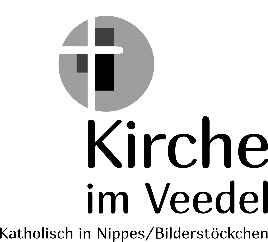 Kirche
im Veedel
Katholisch in Nippes/Bilderstöckchen